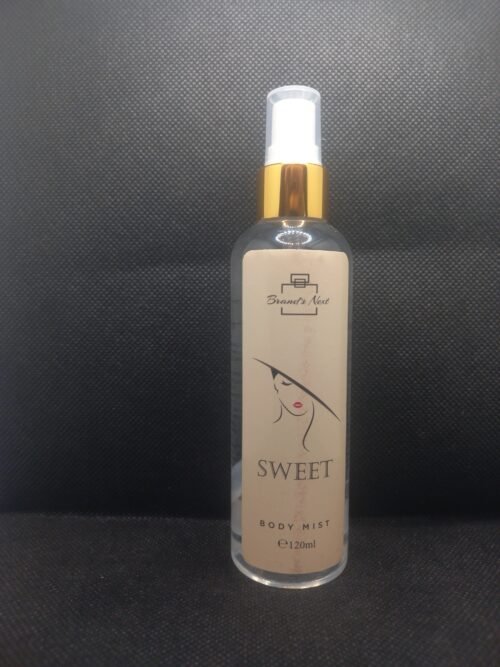 Brand's Next
SWEET
BODY MIST
℮120ml